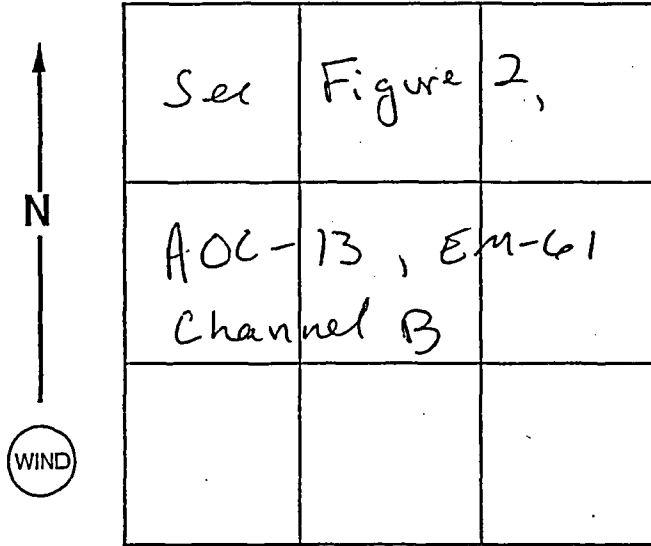 See Figure 2,
N
AOC-13, EM-61
Channel B
WIND